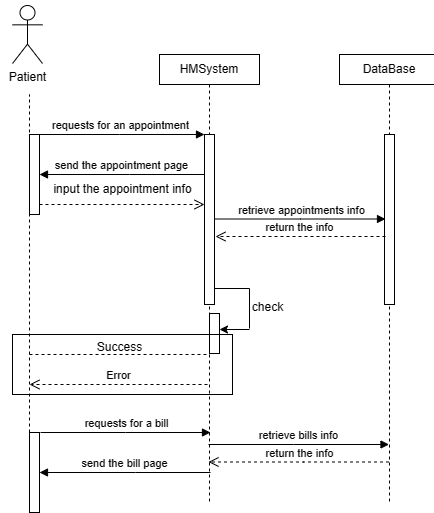 Patient
HMSystem
DataBase
requests for an appointment
send the appointment page
input the appointment info
retrieve appointments info
return the info
check
Success
Error
requests for a bill
retrieve bills info
return the info
send the bill page